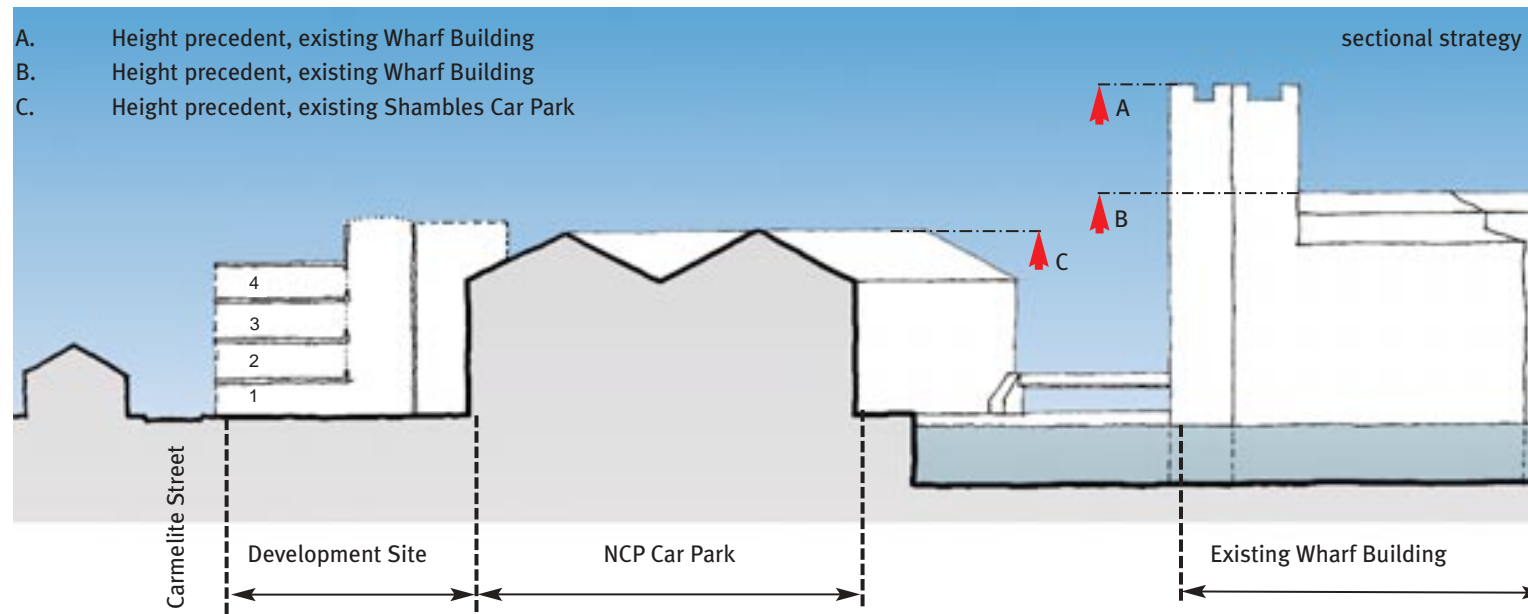 A. Height precedent, existing Wharf Building
B. Height precedent, existing Wharf Building
C. Height precedent, existing Shambles Car Park
sectional strategy
A
B
C
4
3
2
1
Carmelite Street
Development Site
NCP Car Park
Existing Wharf Building